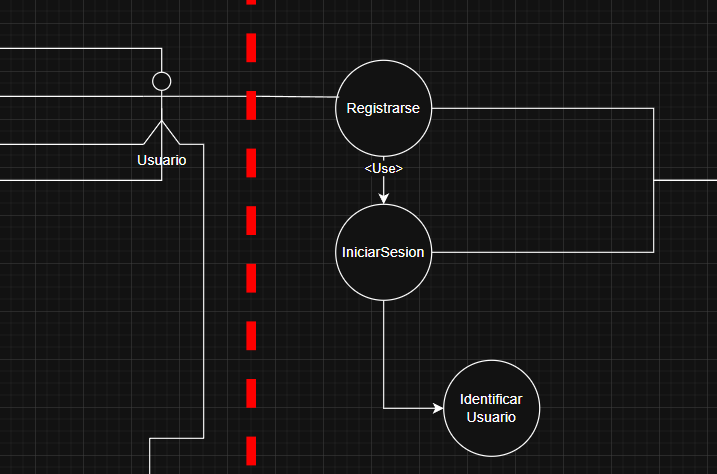 Registrarse
Usuario
<Use>
IniciarSesion
Identificar
Usuario